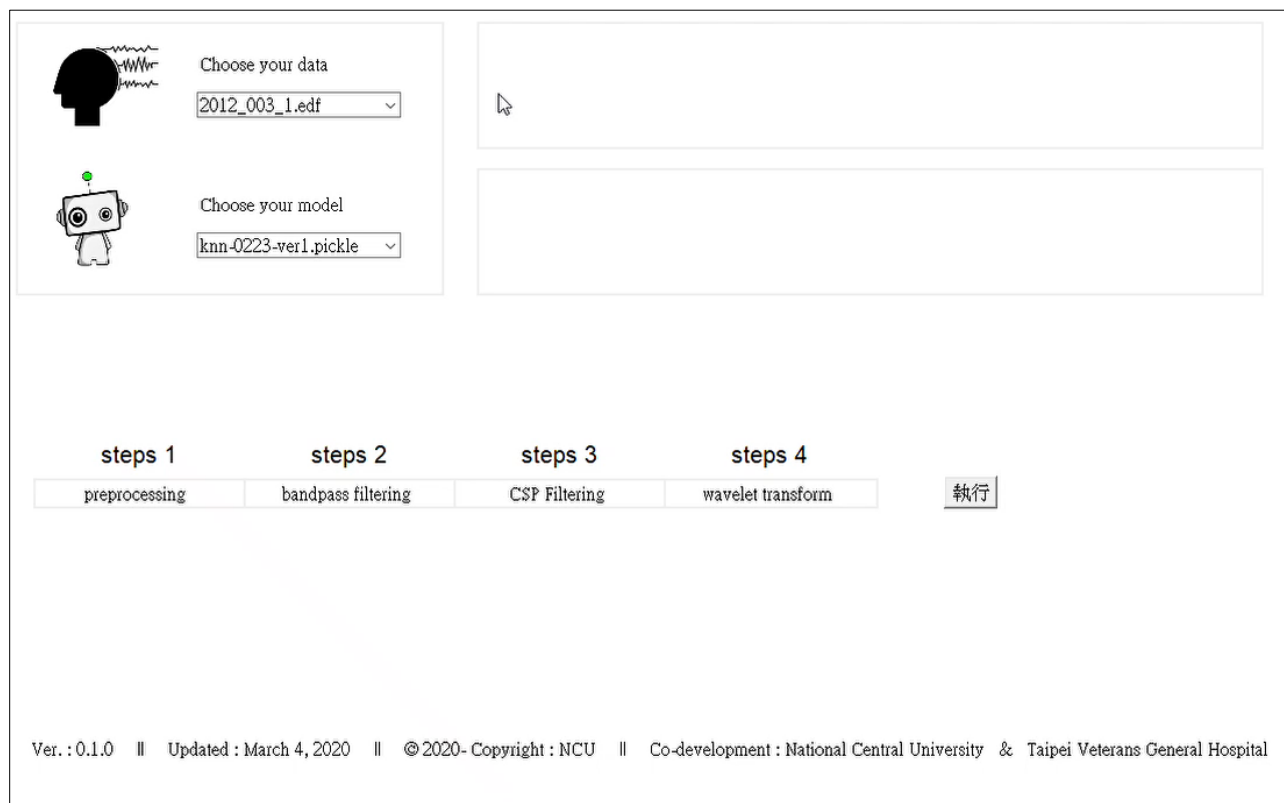 Choose your data
2012_003_1.edf
Choose your model
knn-0223-ver1.pickle
steps 1 steps 2 steps 3 steps 4
preprocessing bandpass filtering CSP Filtering wavelet transform 執行
Ver. : 0.1.0 || Updated : March 4, 2020 || © 2020- Copyright : NCU || Co-development : National Central University & Taipei Veterans General Hospital